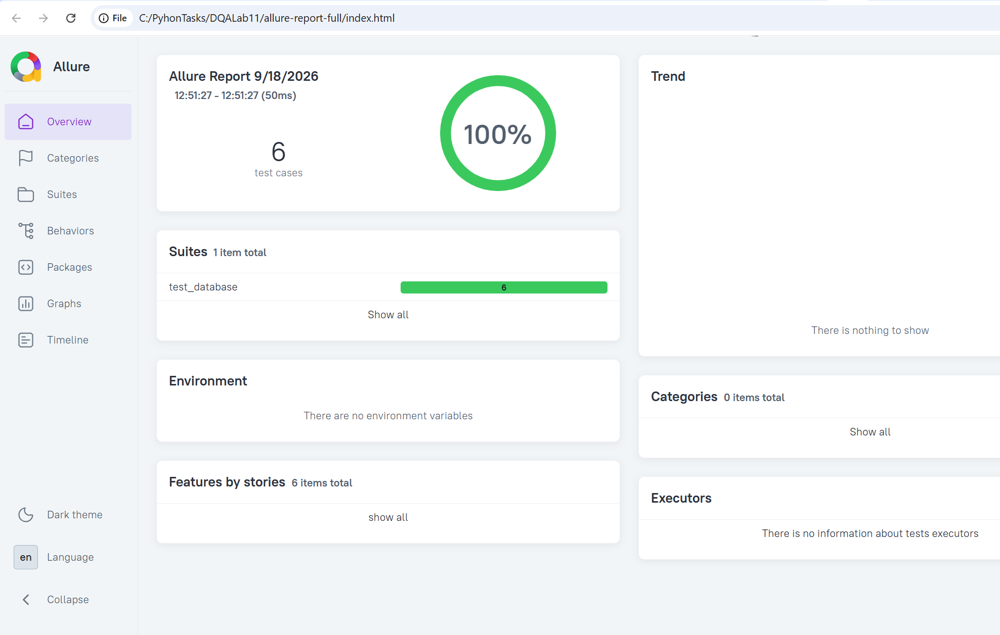 File
C:/PyhonTasks/DQALab11/allure-report-full/index.html
Allure
Overview
Categories
Suites
Behaviors
Packages
Graphs
Timeline
Dark theme
en Language
Collapse
Allure Report 9/18/2026
12:51:27 - 12:51:27 (50ms)
6
test cases
100%
Suites 1 item total
test_database 6
Show all
Environment
There are no environment variables
Features by stories 6 items total
show all
Trend
There is nothing to show
Categories 0 items total
Show all
Executors
There is no information about tests executors